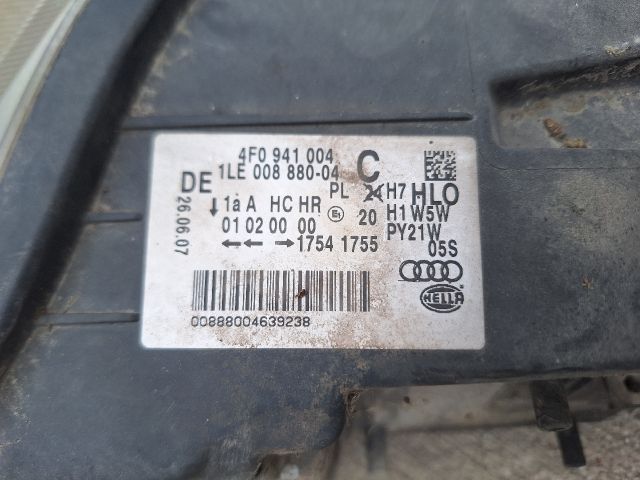 4F0 941 004 C
1LE 008 880-04
DE PL H7 HLO
26.06.07
1a A HC HR E1 20 H1 W5W
01 02 00 00 PY21W
1754 1755 05S
00888004639238
HELLA